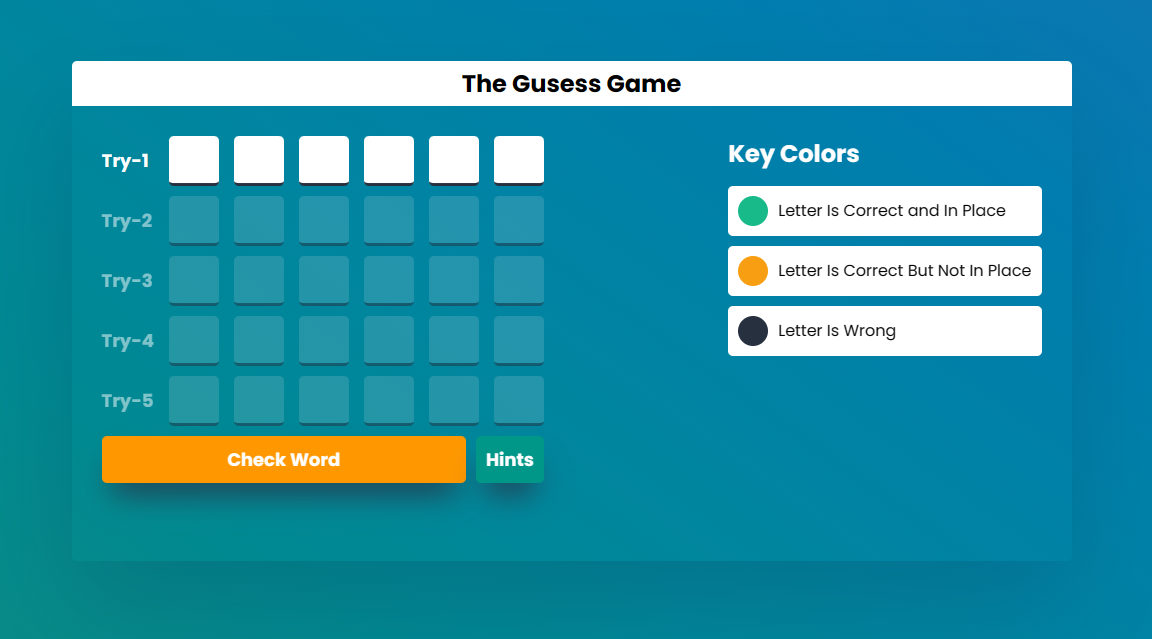 The Gusess Game
Try-1
Try-2
Try-3
Try-4
Try-5
Check Word
Hints
Key Colors
Letter Is Correct and In Place
Letter Is Correct But Not In Place
Letter Is Wrong